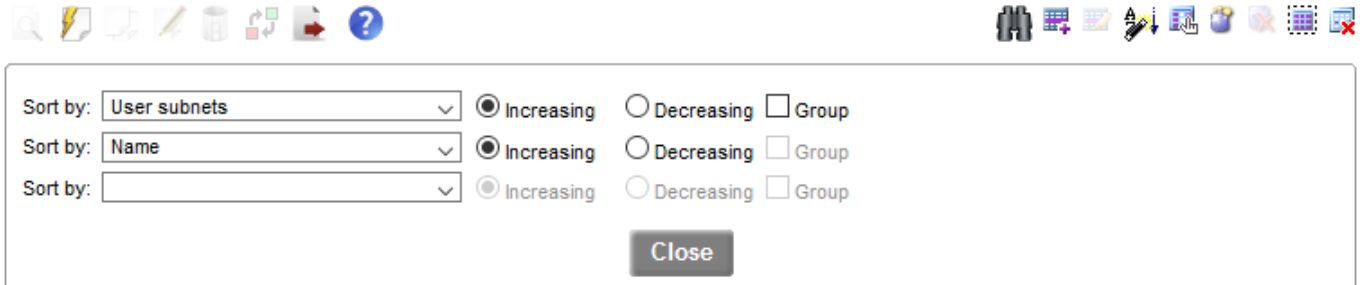 Sort by: User subnets Increasing Decreasing Group
Sort by: Name Increasing Decreasing Group
Sort by: Increasing Decreasing Group
Close